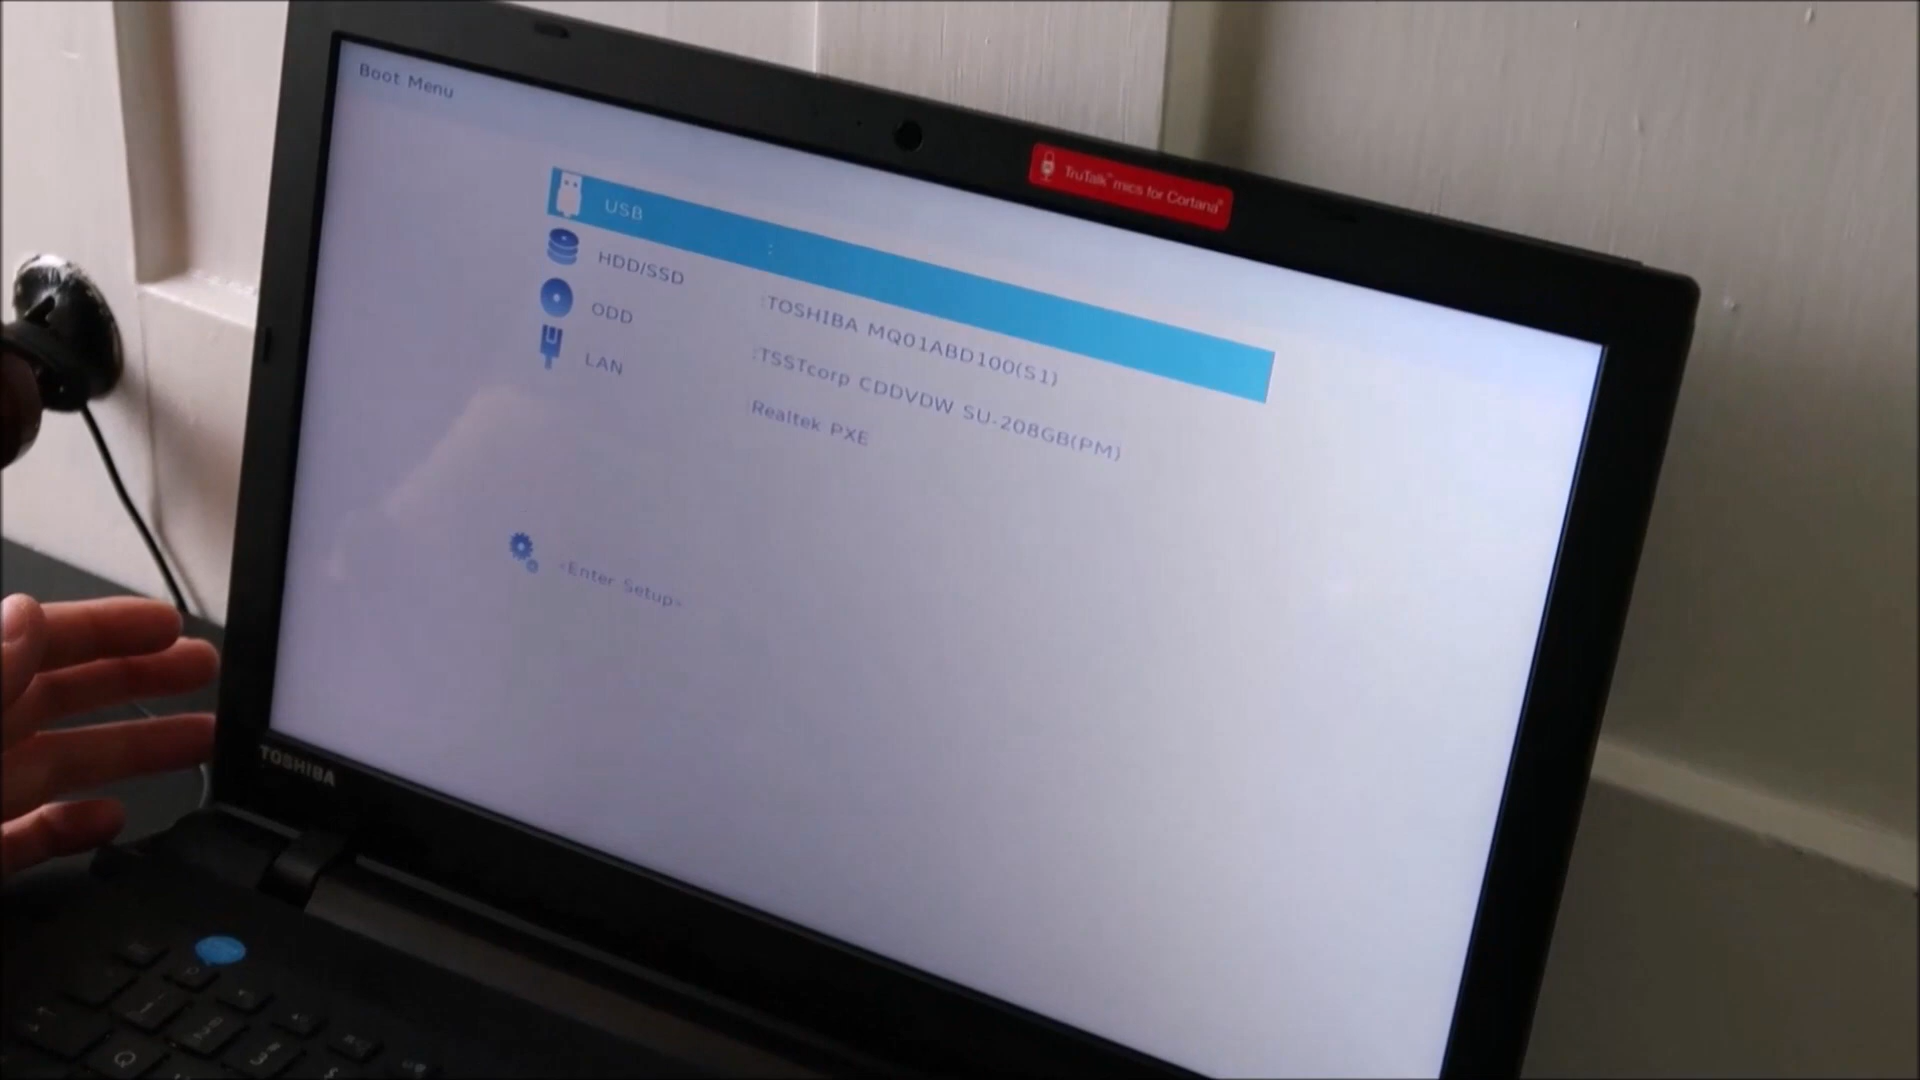 Boot Menu
TruTalk™ mics for Cortana®
USB :
HDD/SSD :TOSHIBA MQ01ABD100(S1)
ODD :TSSTcorp CDDVDW SU-208GB(PM)
LAN Realtek PXE
<Enter Setup>
TOSHIBA
Q